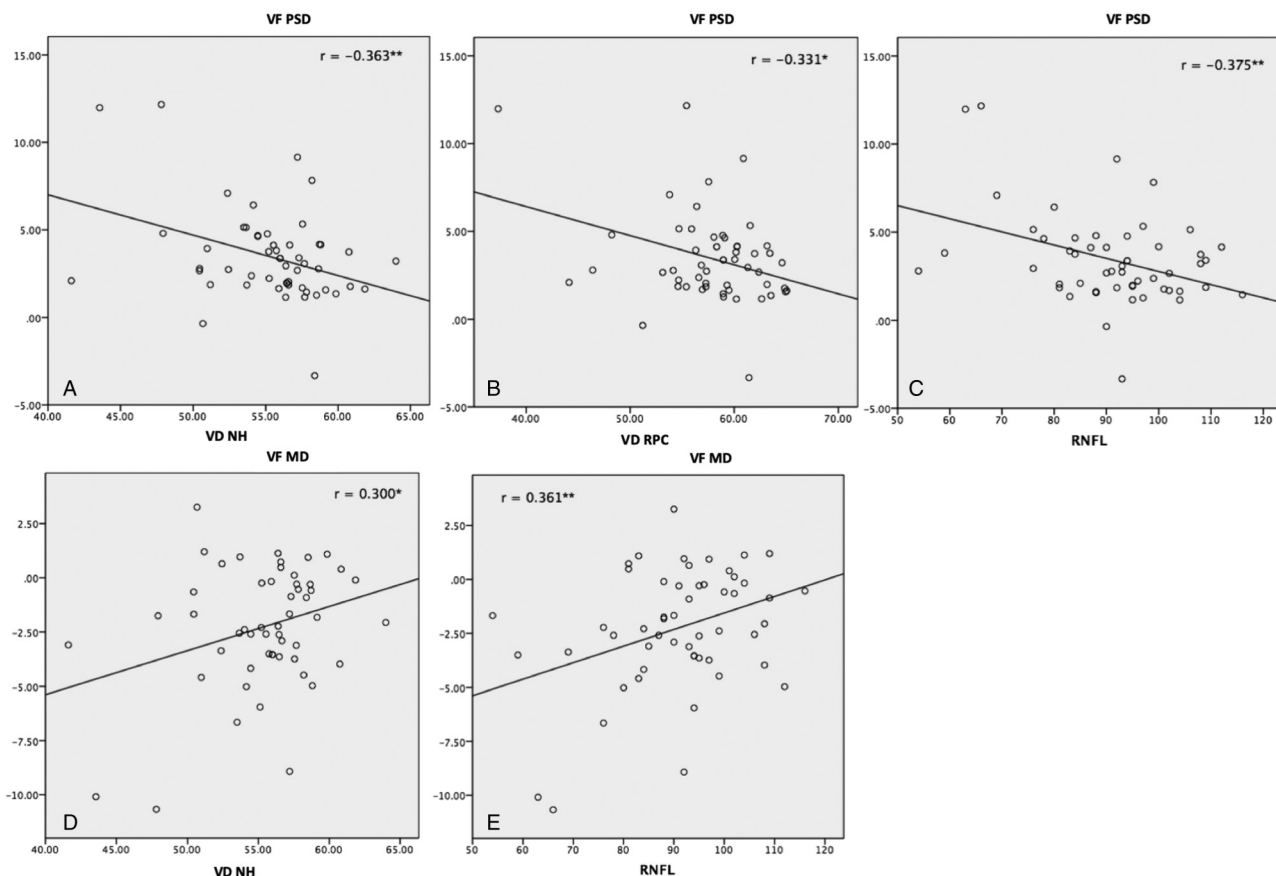 VF PSD
r = −0.363**
15.00
10.00
5.00
.00
−5.00
A
40.00 45.00 50.00 55.00 60.00 65.00
VD NH
VF PSD
r = −0.331*
15.00
10.00
5.00
.00
−5.00
B
40.00 50.00 60.00 70.00
VD RPC
VF PSD
r = −0.375**
15.00
10.00
5.00
.00
−5.00
C
50 60 70 80 90 100 110 120
RNFL
r = 0.300*
2.50
.00
−2.50
−5.00
−7.50
−10.00
D
40.00 45.00 50.00 55.00 60.00 65.00
VD NH
VF MD
VF MD
r = 0.361**
2.50
.00
−2.50
−5.00
−7.50
−10.00
E
50 60 70 80 90 100 110 120
RNFL